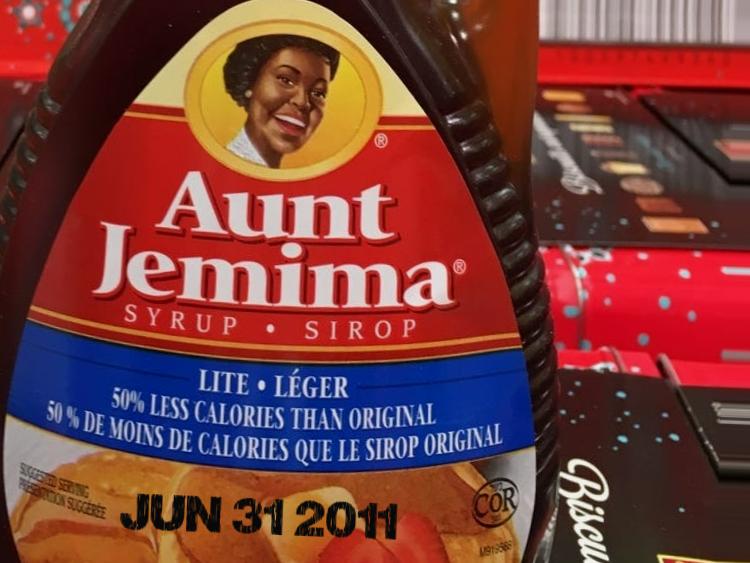 Aunt
Jemima®
SYRUP • SIROP
LITE • LÉGER
50% LESS CALORIES THAN ORIGINAL
50 % DE MOINS DE CALORIES QUE LE SIROP ORIGINAL
SUGGESTED SERVING
PRÉSENTATION SUGGÉRÉE
JUN 31 2011
COR
Biscu